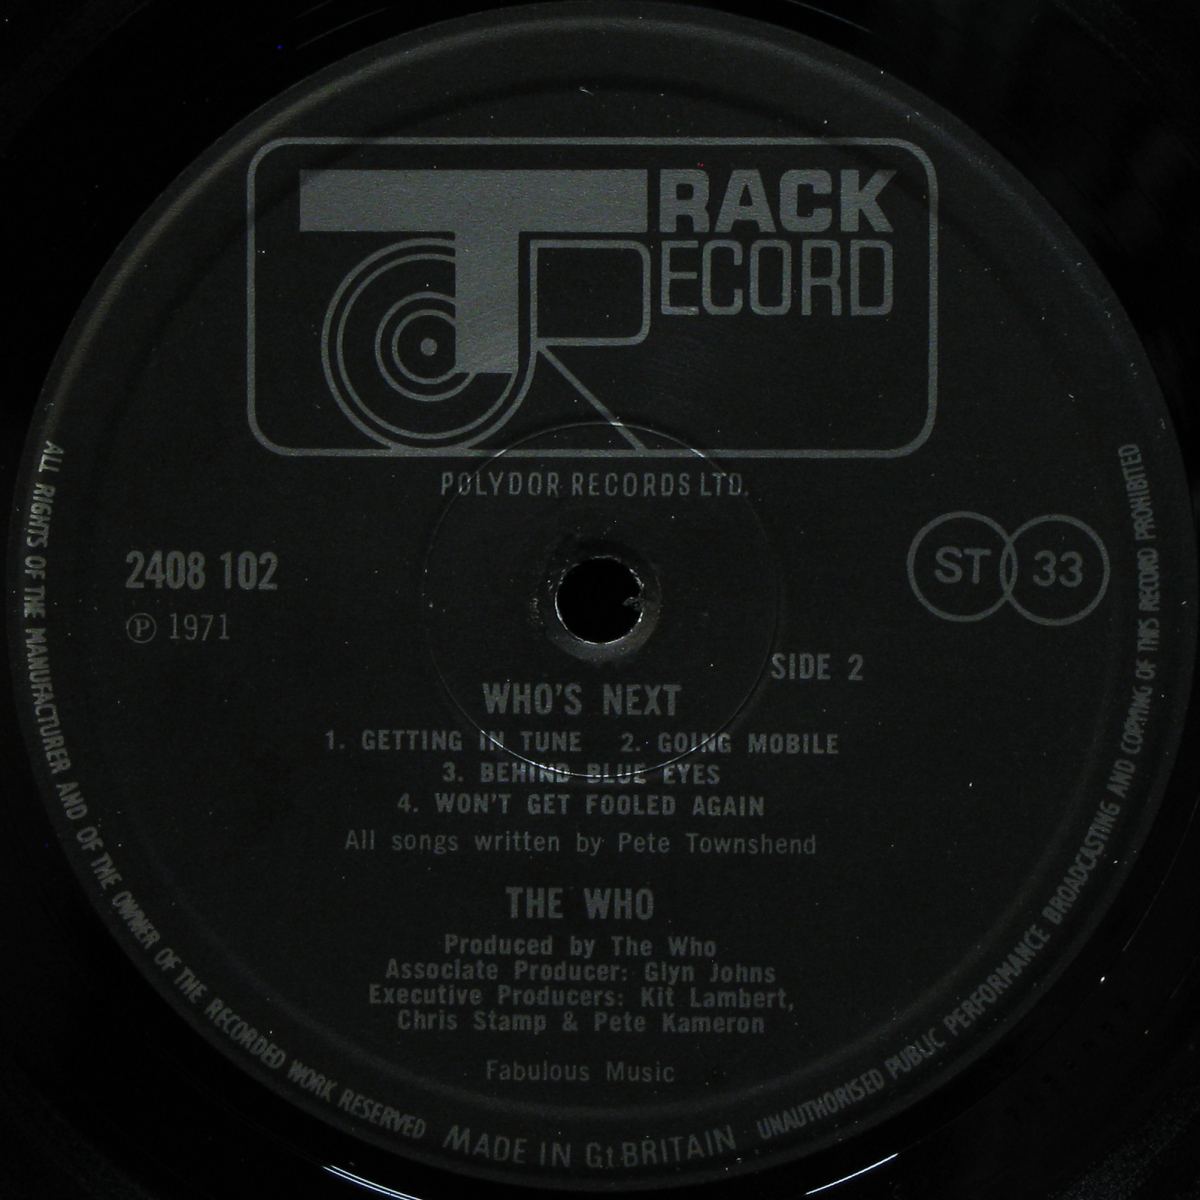 TRACK
RECORD
POLYDOR RECORDS LTD.
2408 102
℗ 1971
ST 33
SIDE 2
WHO'S NEXT
1. GETTING IN TUNE 2. GOING MOBILE
3. BEHIND BLUE EYES
4. WON'T GET FOOLED AGAIN
All songs written by Pete Townshend
THE WHO
Produced by The Who
Associate Producer: Glyn Johns
Executive Producers: Kit Lambert,
Chris Stamp & Pete Kameron
Fabulous Music
ALL RIGHTS OF THE MANUFACTURER AND OF THE OWNER OF THE RECORDED WORK RESERVED
MADE IN Gt BRITAIN
UNAUTHORISED PUBLIC PERFORMANCE BROADCASTING AND COPYING OF THIS RECORD PROHIBITED